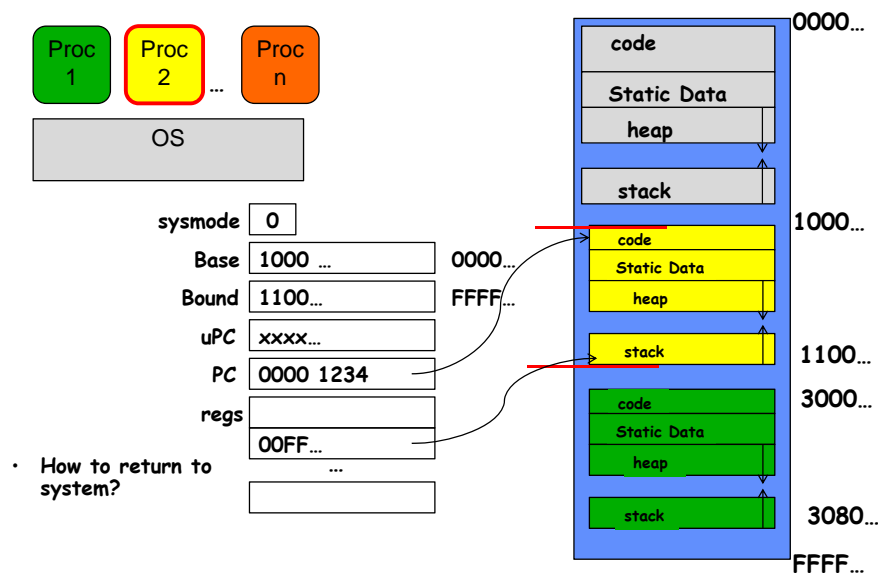 Proc
1
Proc
2
...
Proc
n
OS
sysmode 0
Base 1000 … 0000…
Bound 1100… FFFF…
uPC xxxx…
PC 0000 1234
regs
00FF…
…
• How to return to
system?
0000…
code
Static Data
heap
stack
1000…
code
Static Data
heap
stack
1100…
3000…
code
Static Data
heap
stack
3080…
FFFF…